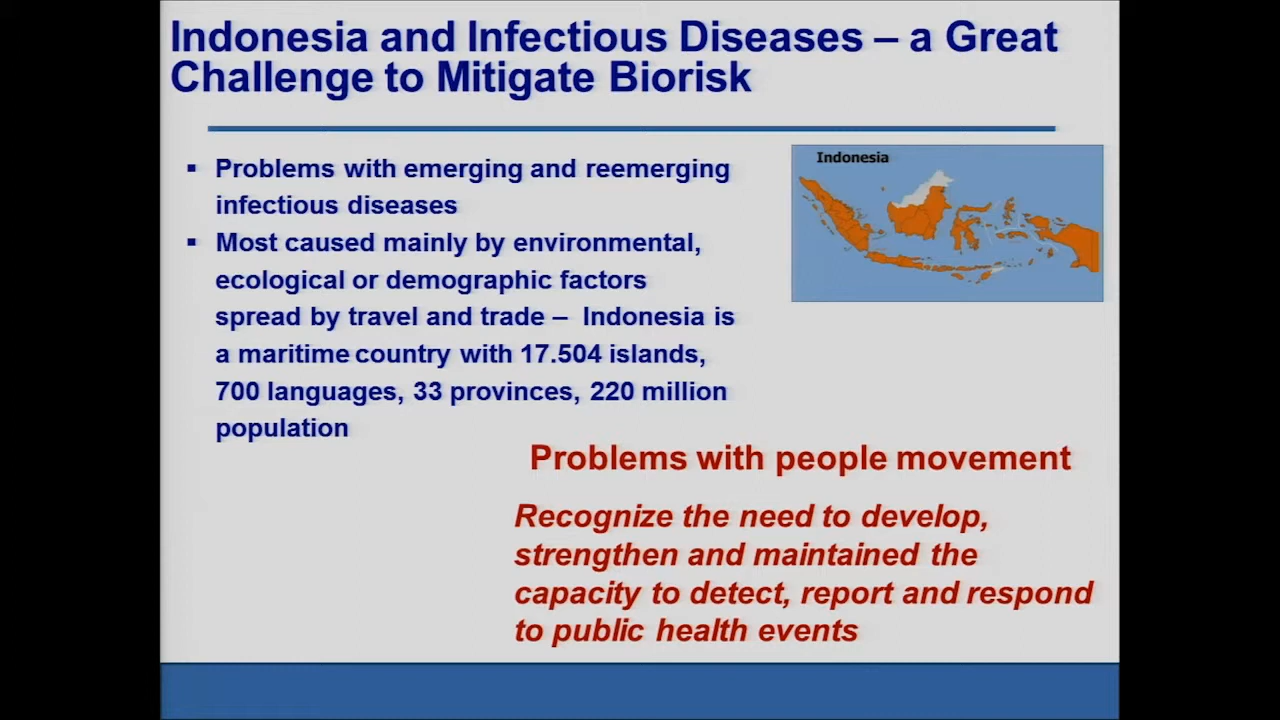 Indonesia and Infectious Diseases – a Great
Challenge to Mitigate Biorisk
▪ Problems with emerging and reemerging
infectious diseases
▪ Most caused mainly by environmental,
ecological or demographic factors
spread by travel and trade – Indonesia is
a maritime country with 17.504 islands,
700 languages, 33 provinces, 220 million
population
Indonesia
Problems with people movement
Recognize the need to develop,
strengthen and maintained the
capacity to detect, report and respond
to public health events